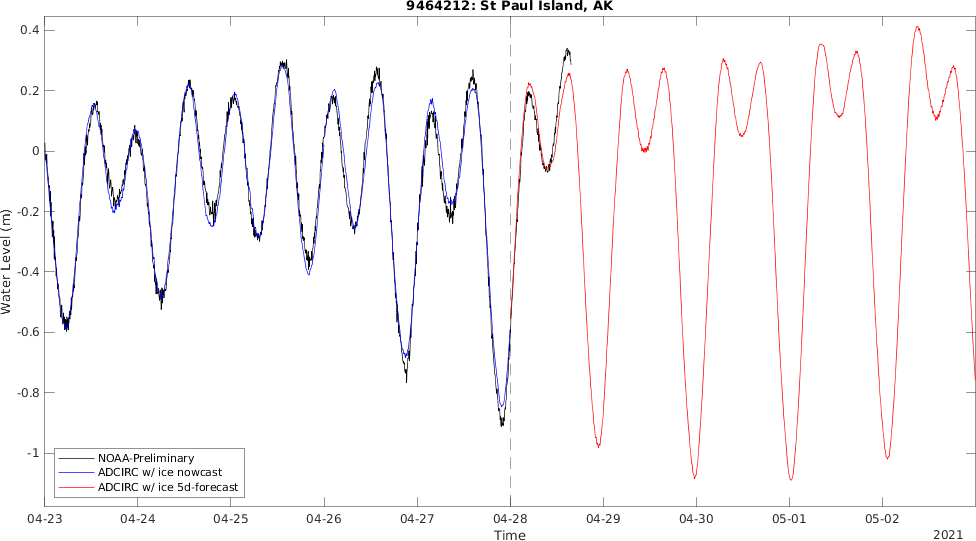 9464212: St Paul Island, AK
Water Level (m)
0.4
0.2
0
-0.2
-0.4
-0.6
-0.8
-1
NOAA-Preliminary
ADCIRC w/ ice nowcast
ADCIRC w/ ice 5d-forecast
04-23 04-24 04-25 04-26 04-27 04-28 04-29 04-30 05-01 05-02
Time
2021